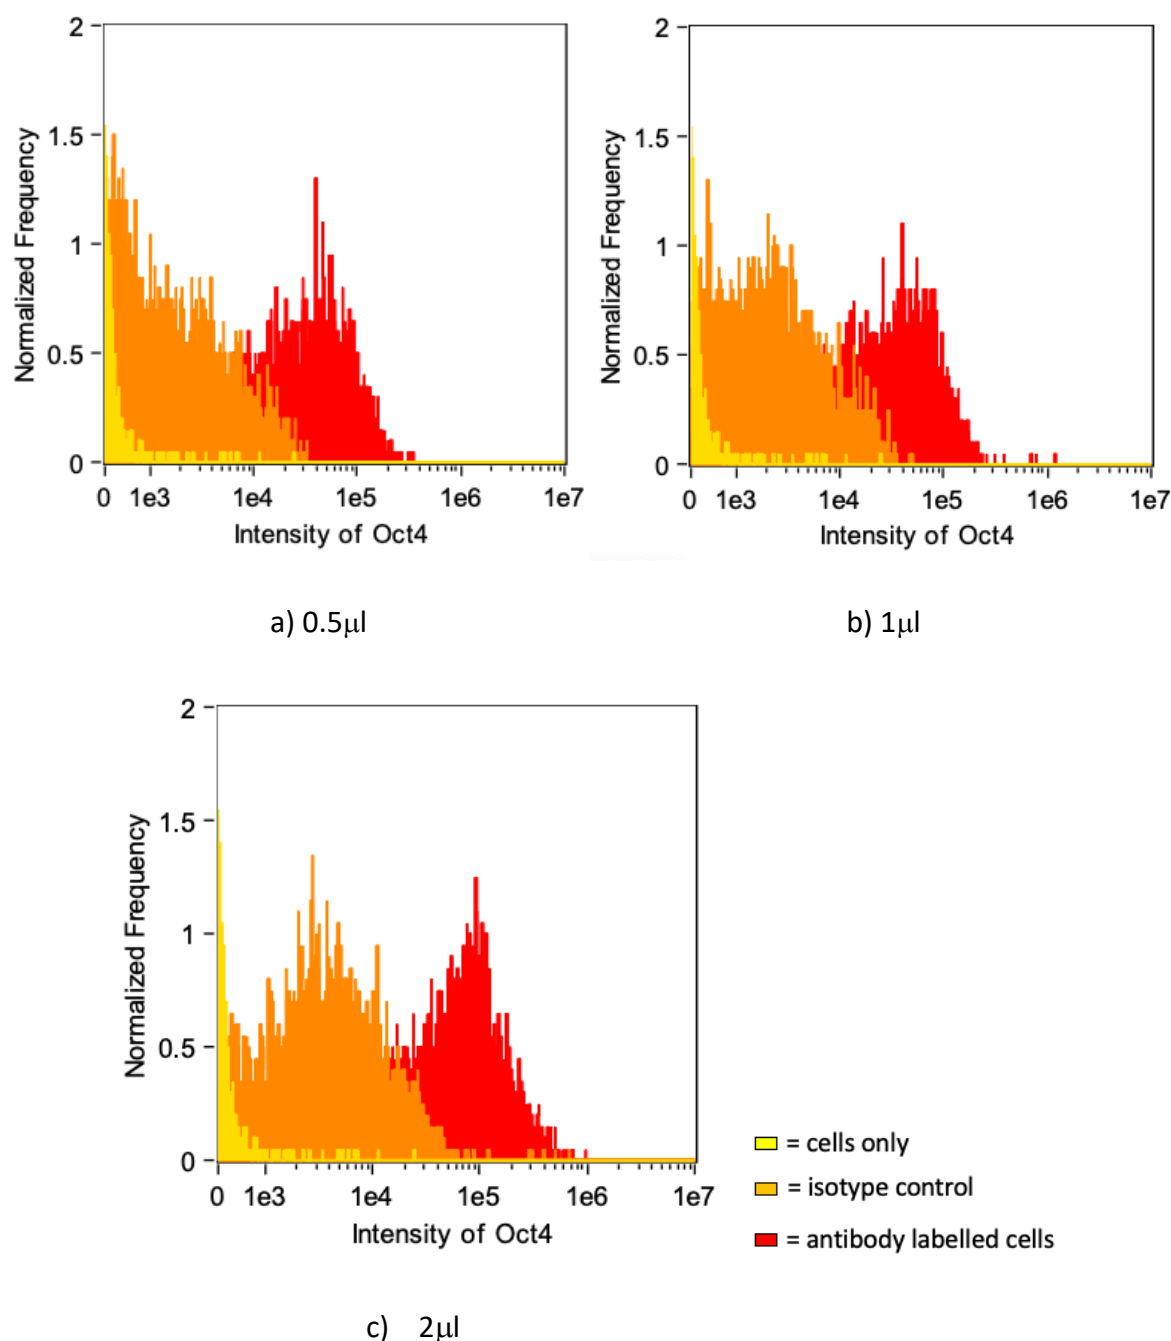 2
1.5
1
0.5
0
Normalized Frequency
0 1e3 1e4 1e5 1e6 1e7
Intensity of Oct4
a) 0.5μl
2
1.5
1
0.5
0
Normalized Frequency
0 1e3 1e4 1e5 1e6 1e7
Intensity of Oct4
b) 1μl
2
1.5
1
0.5
0
Normalized Frequency
0 1e3 1e4 1e5 1e6 1e7
Intensity of Oct4
c) 2μl
= cells only
= isotype control
= antibody labelled cells